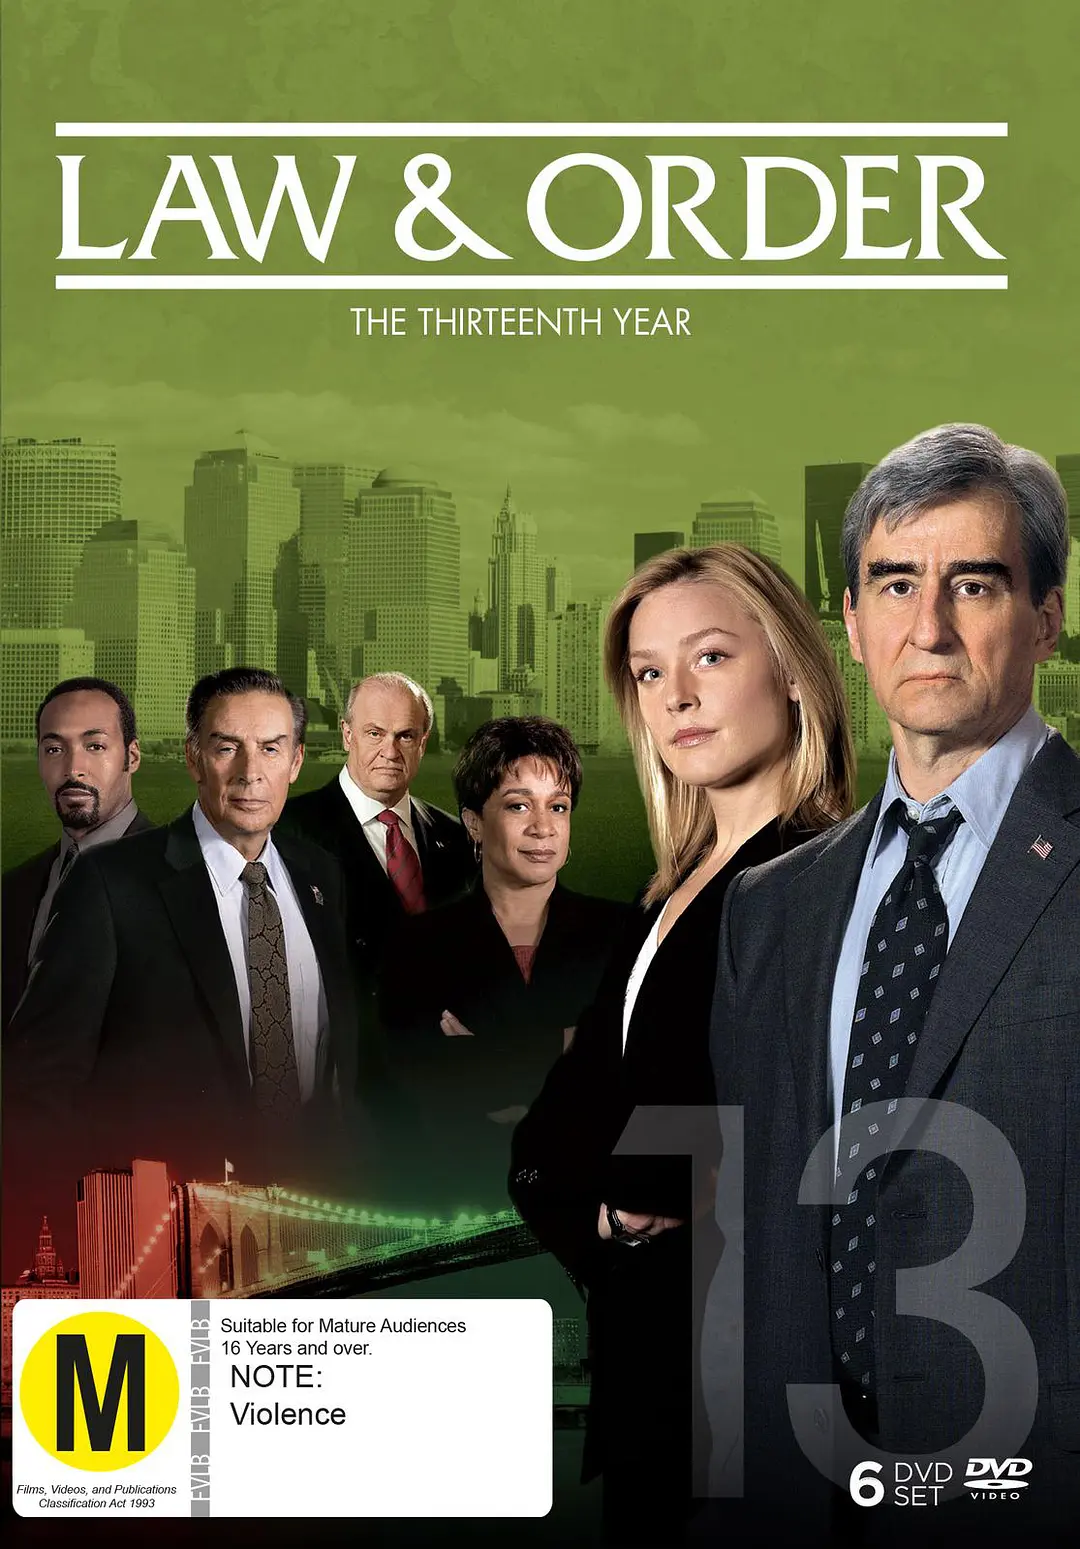 LAW & ORDER
THE THIRTEENTH YEAR
13
M
Films, Videos, and Publications
Classification Act 1993
FVLB FVLB FVLB
Suitable for Mature Audiences
16 Years and over.
NOTE:
Violence
6 DVD
SET
DVD
VIDEO